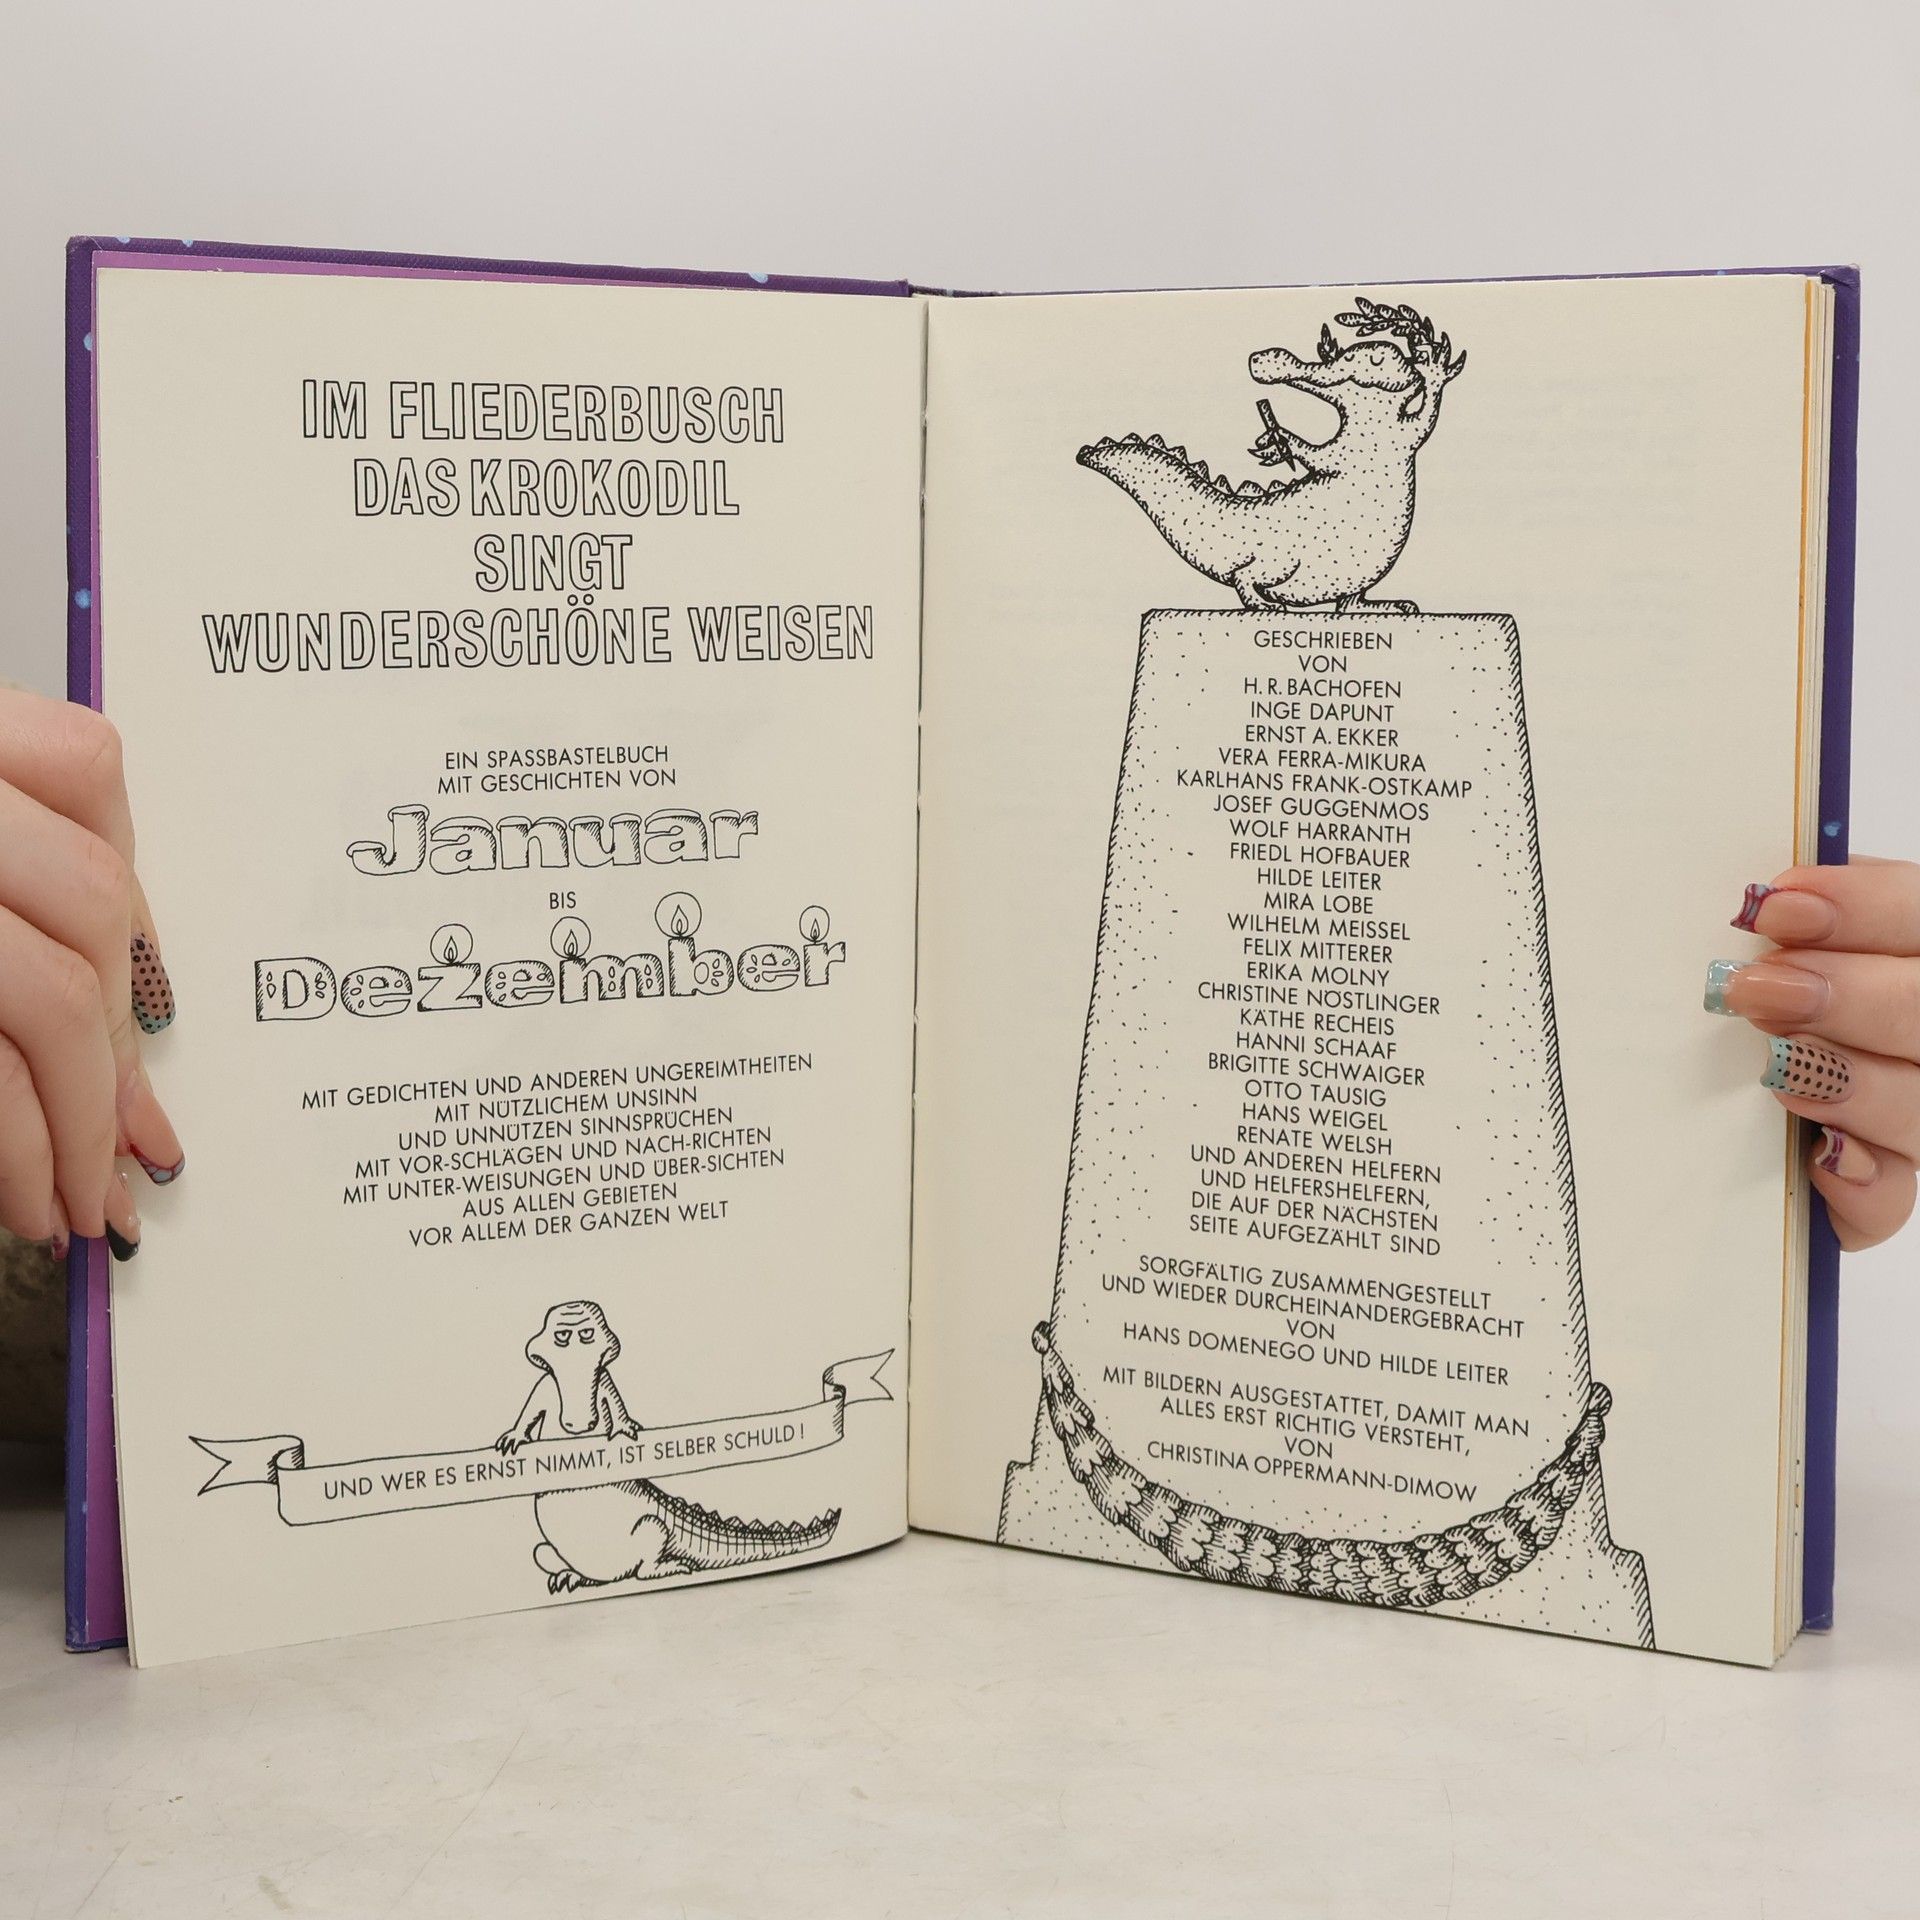 IM FLIEDERBUSCH
DAS KROKODIL
SINGT
WUNDERSCHÖNE WEISEN
EIN SPASSBASTELBUCH
MIT GESCHICHTEN VON
Januar
BIS
Dezember
MIT GEDICHTEN UND ANDEREN UNGEREIMTHEITEN
MIT NÜTZLICHEM UNSINN
UND UNNÜTZEN SINNSPRÜCHEN
MIT VOR-SCHLÄGEN UND NACH-RICHTEN
MIT UNTER-WEISUNGEN UND ÜBER-SICHTEN
AUS ALLEN GEBIETEN
VOR ALLEM DER GANZEN WELT
UND WER ES ERNST NIMMT, IST SELBER SCHULD!
GESCHRIEBEN
VON
H. R. BACHOFEN
INGE DAPUNT
ERNST A. EKKER
VERA FERRA-MIKURA
KARLHANS FRANK-OSTKAMP
JOSEF GUGGENMOS
WOLF HARRANTH
FRIEDL HOFBAUER
HILDE LEITER
MIRA LOBE
WILHELM MEISSEL
FELIX MITTERER
ERIKA MOLNY
CHRISTINE NÖSTLINGER
KÄTHE RECHEIS
HANNI SCHAAF
BRIGITTE SCHWAIGER
OTTO TAUSIG
HANS WEIGEL
RENATE WELSH
UND ANDEREN HELFERN
UND HELFERSHELFERN,
DIE AUF DER NÄCHSTEN
SEITE AUFGEZÄHLT SIND
SORGFÄLTIG ZUSAMMENGESTELLT
UND WIEDER DURCHEINANDERGEBRACHT
VON
HANS DOMENEGO UND HILDE LEITER
MIT BILDERN AUSGESTATTET, DAMIT MAN
ALLES ERST RICHTIG VERSTEHT,
VON
CHRISTINA OPPERMANN-DIMOW